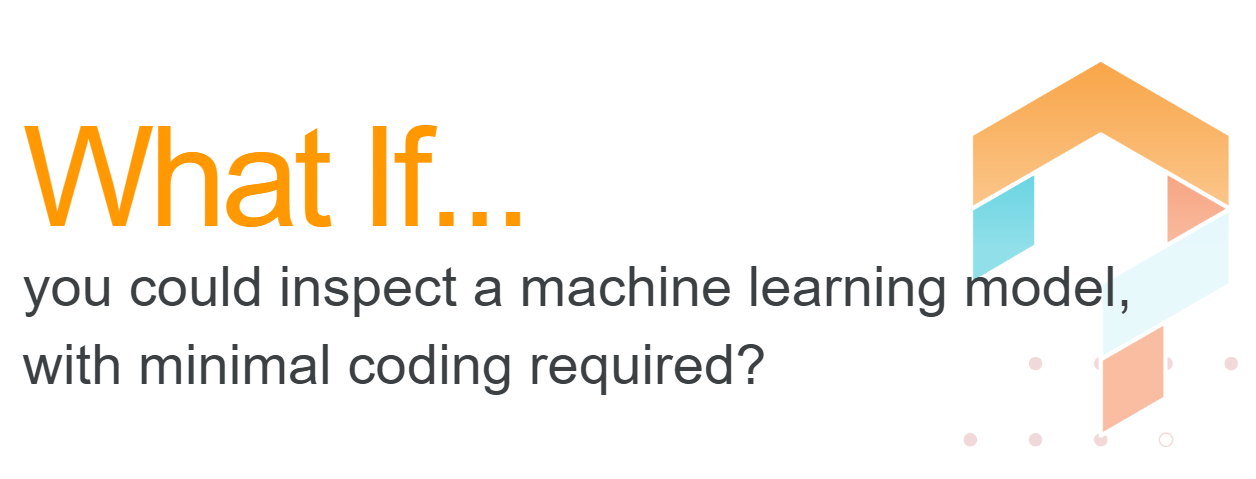 What If...
you could inspect a machine learning model,
with minimal coding required?